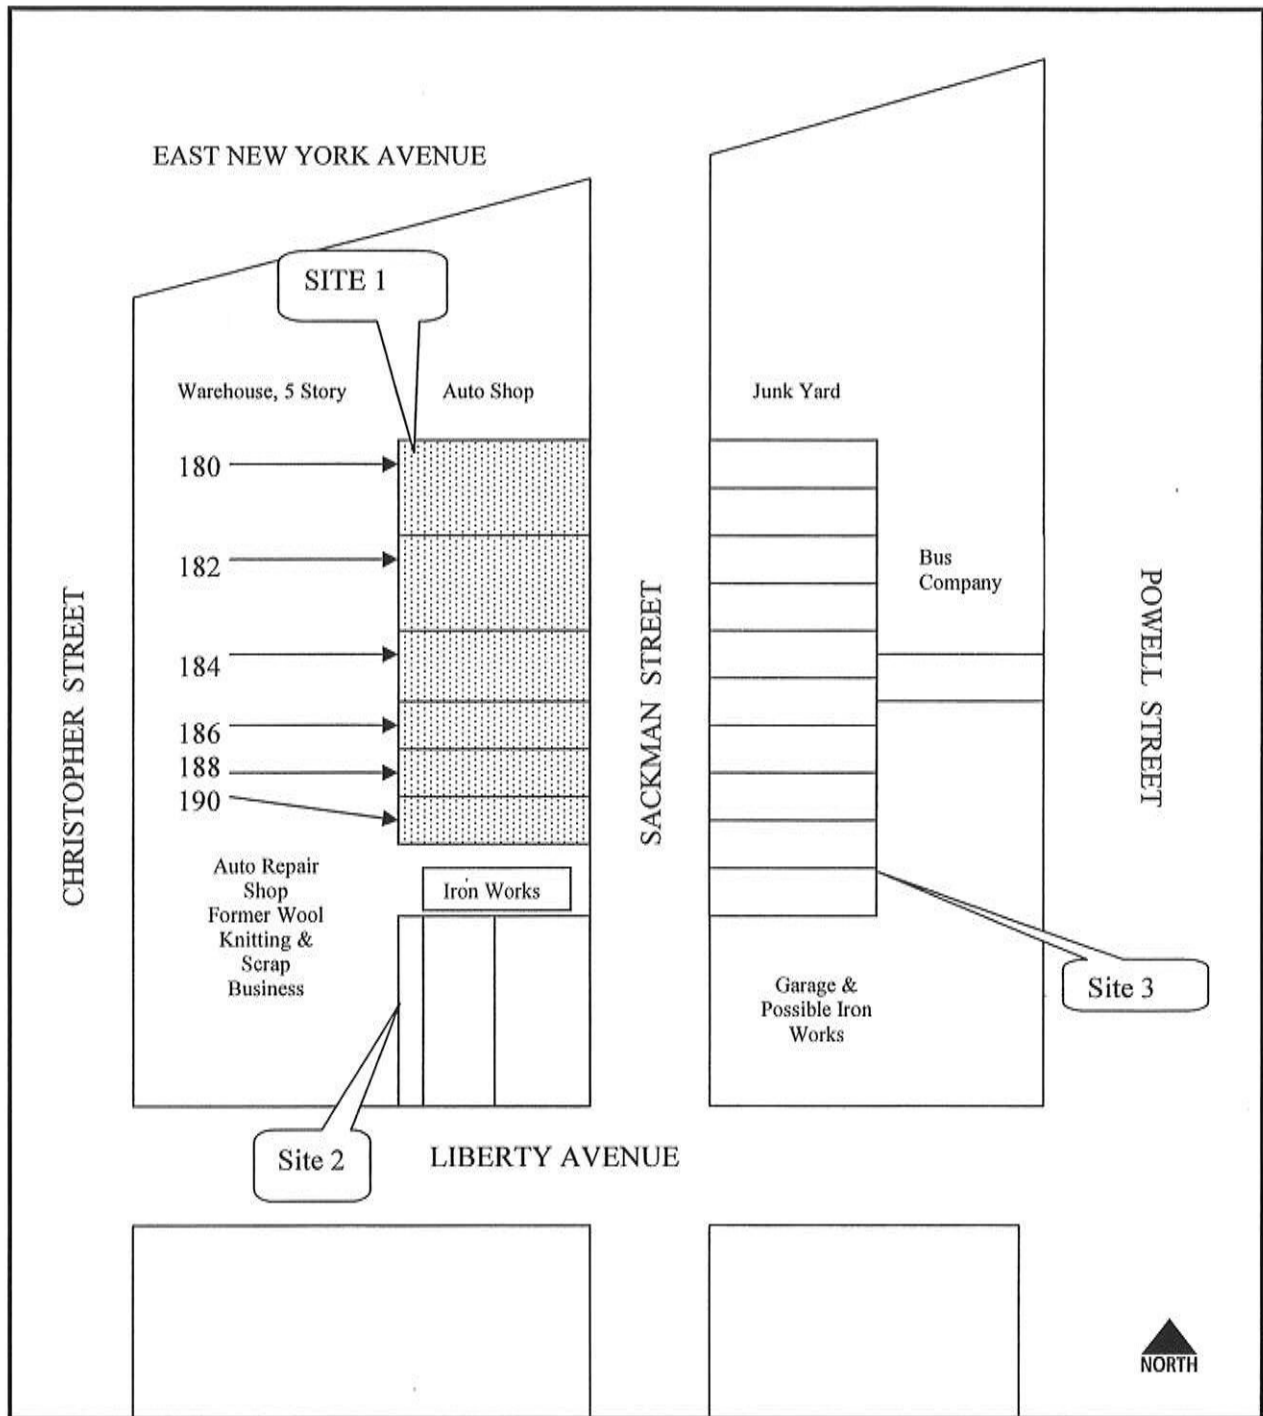 EAST NEW YORK AVENUE
SITE 1
Warehouse, 5 Story
Auto Shop
Junk Yard
180
182
184
186
188
190
Bus
Company
CHRISTOPHER STREET
SACKMAN STREET
POWELL STREET
Auto Repair
Shop
Former Wool
Knitting &
Scrap
Business
Iron Works
Garage &
Possible Iron
Works
Site 3
Site 2
LIBERTY AVENUE
NORTH